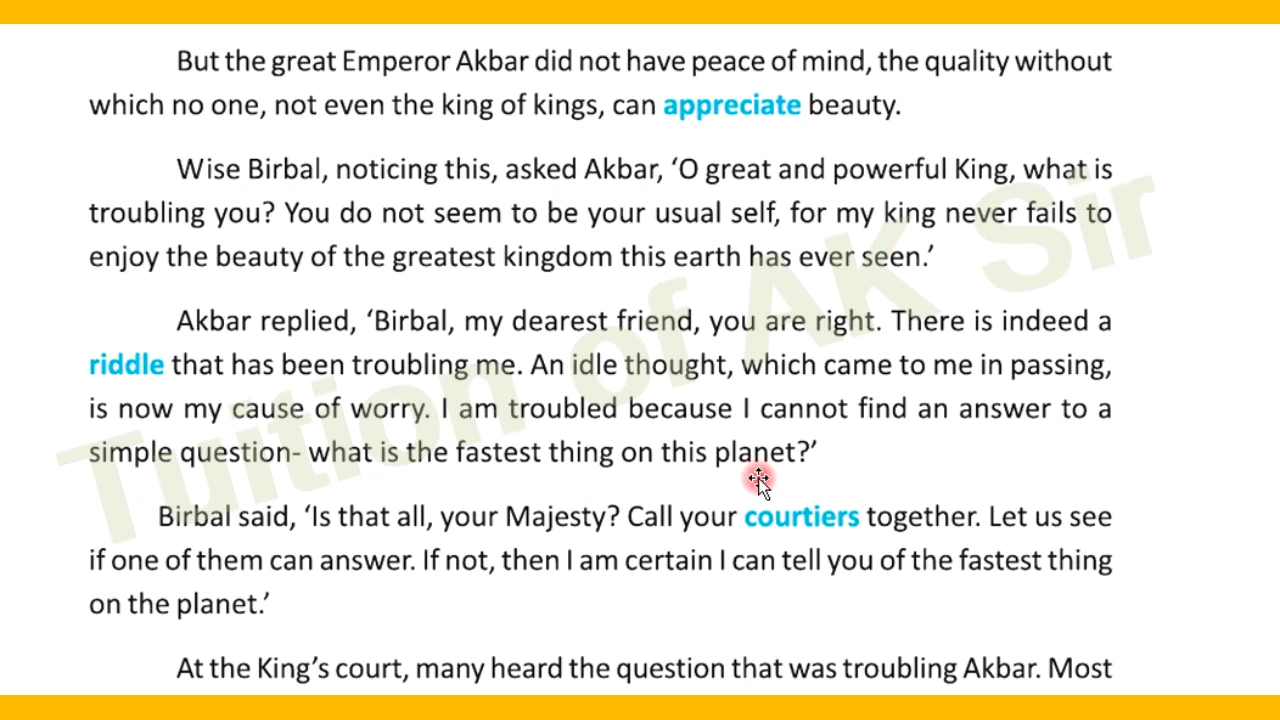 But the great Emperor Akbar did not have peace of mind, the quality without
which no one, not even the king of kings, can appreciate beauty.
Wise Birbal, noticing this, asked Akbar, ‘O great and powerful King, what is
troubling you? You do not seem to be your usual self, for my king never fails to
enjoy the beauty of the greatest kingdom this earth has ever seen.’
Akbar replied, ‘Birbal, my dearest friend, you are right. There is indeed a
riddle that has been troubling me. An idle thought, which came to me in passing,
is now my cause of worry. I am troubled because I cannot find an answer to a
simple question- what is the fastest thing on this planet?’
Birbal said, ‘Is that all, your Majesty? Call your courtiers together. Let us see
if one of them can answer. If not, then I am certain I can tell you of the fastest thing
on the planet.’
At the King’s court, many heard the question that was troubling Akbar. Most
Tuition of AK Sir